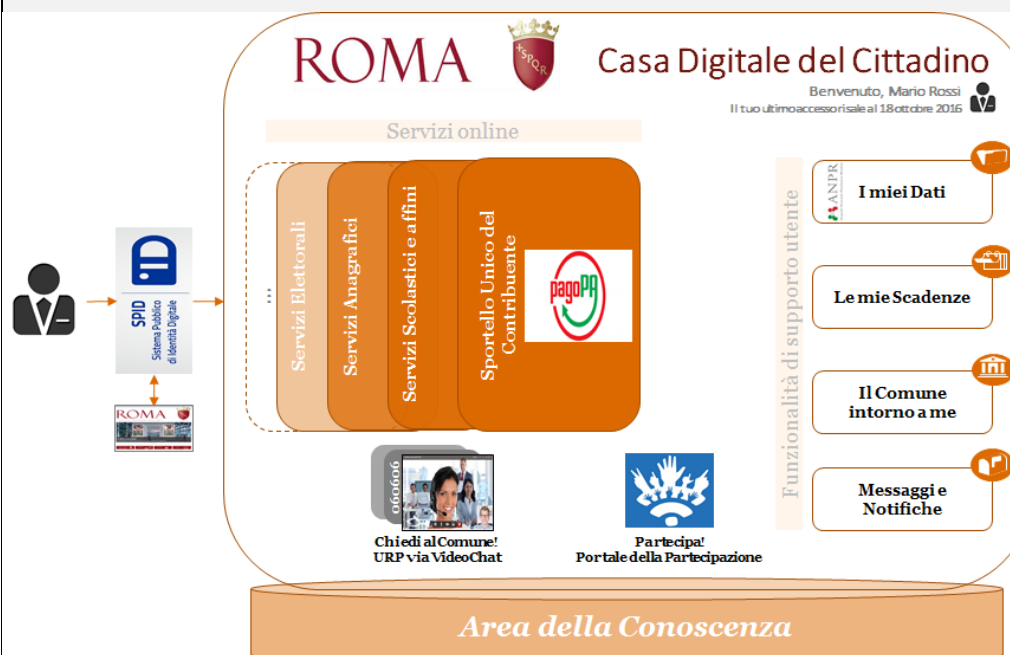 ROMA
SPQR
Casa Digitale del Cittadino
Benvenuto, Mario Rossi
Il tuo ultimo accesso risale al 18 ottobre 2016
Servizi online
...
Servizi Elettorali
Servizi Anagrafici
Servizi Scolastici e affini
Sportello Unico del
Contribuente
pagoPA
SPID
Sistema Pubblico
di Identità Digitale
ROMA
Funzionalità di supporto utente
ANPR
I miei Dati
Le mie Scadenze
Il Comune
intorno a me
Messaggi e
Notifiche
060606
Chiedi al Comune!
URP via VideoChat
Partecipa!
Portale della Partecipazione
Area della Conoscenza